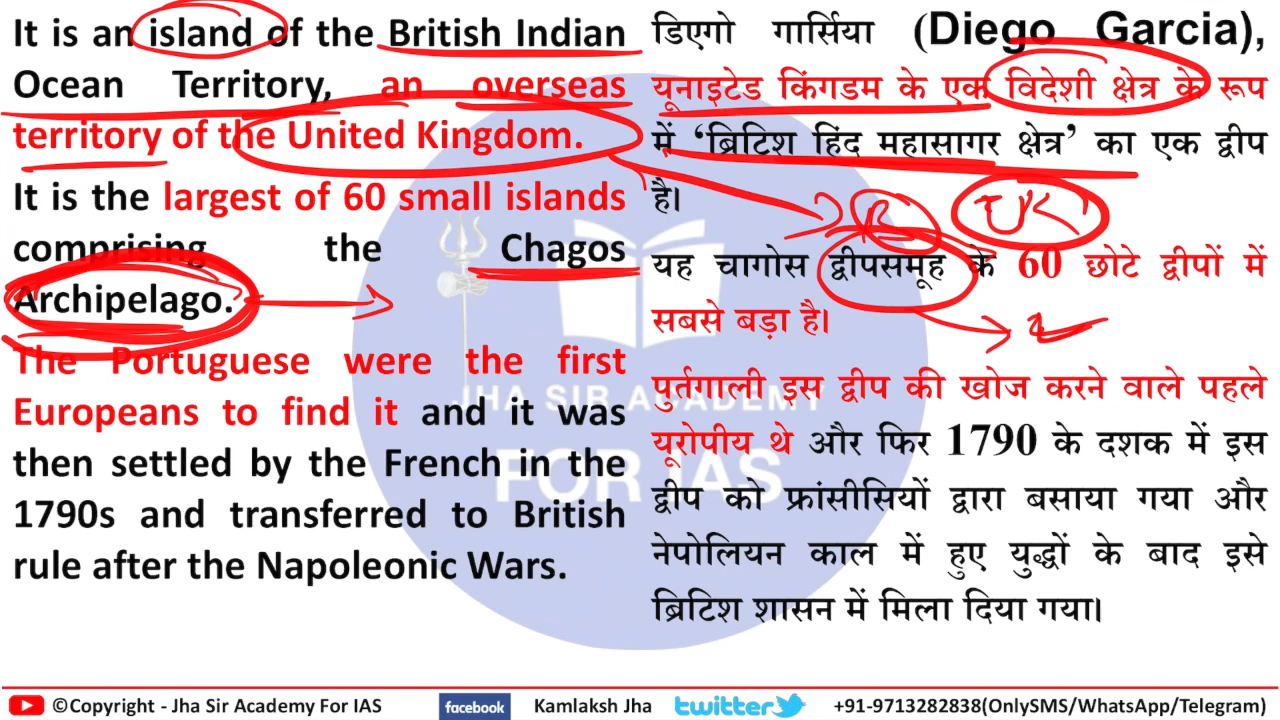 It is an island of the British Indian
Ocean Territory, an overseas
territory of the United Kingdom.
It is the largest of 60 small islands
comprising the Chagos
Archipelago.
The Portuguese were the first
Europeans to find it and it was
then settled by the French in the
1790s and transferred to British
rule after the Napoleonic Wars.
डिएगो गार्सिया (Diego Garcia),
यूनाइटेड किंगडम के एक विदेशी क्षेत्र के रूप
में ‘ब्रिटिश हिंद महासागर क्षेत्र’ का एक द्वीप
है।
UK
यह चागोस द्वीपसमूह के 60 छोटे द्वीपों में
सबसे बड़ा है।
पुर्तगाली इस द्वीप की खोज करने वाले पहले
यूरोपीय थे और फिर 1790 के दशक में इस
द्वीप को फ्रांसीसियों द्वारा बसाया गया और
नेपोलियन काल में हुए युद्धों के बाद इसे
ब्रिटिश शासन में मिला दिया गया।
JHA SIR ACADEMY
FOR IAS
©Copyright - Jha Sir Academy For IAS facebook Kamlaksh Jha twitter +91-9713282838(OnlySMS/WhatsApp/Telegram)